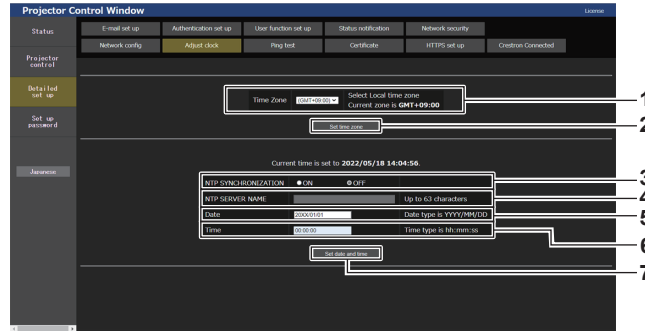 Projector Control Window
License
Status
E-mail set up
Authentication set up
User function set up
Status notification
Network security
Network config
Adjust clock
Ping test
Certificate
HTTPS set up
Crestron Connected
Projector control
Detailed set up
Set up password
Japanese
Time Zone
(GMT+09:00)
Select Local time zone
Current zone is GMT+09:00
1
Set time zone
2
Current time is set to 2022/05/18 14:04:56.
NTP SYNCHRONIZATION
ON
OFF
3
NTP SERVER NAME
Up to 63 characters
4
Date
20XX/01/01
Date type is YYYY/MM/DD
5
Time
00:00:00
Time type is hh:mm:ss
6
Set date and time
7